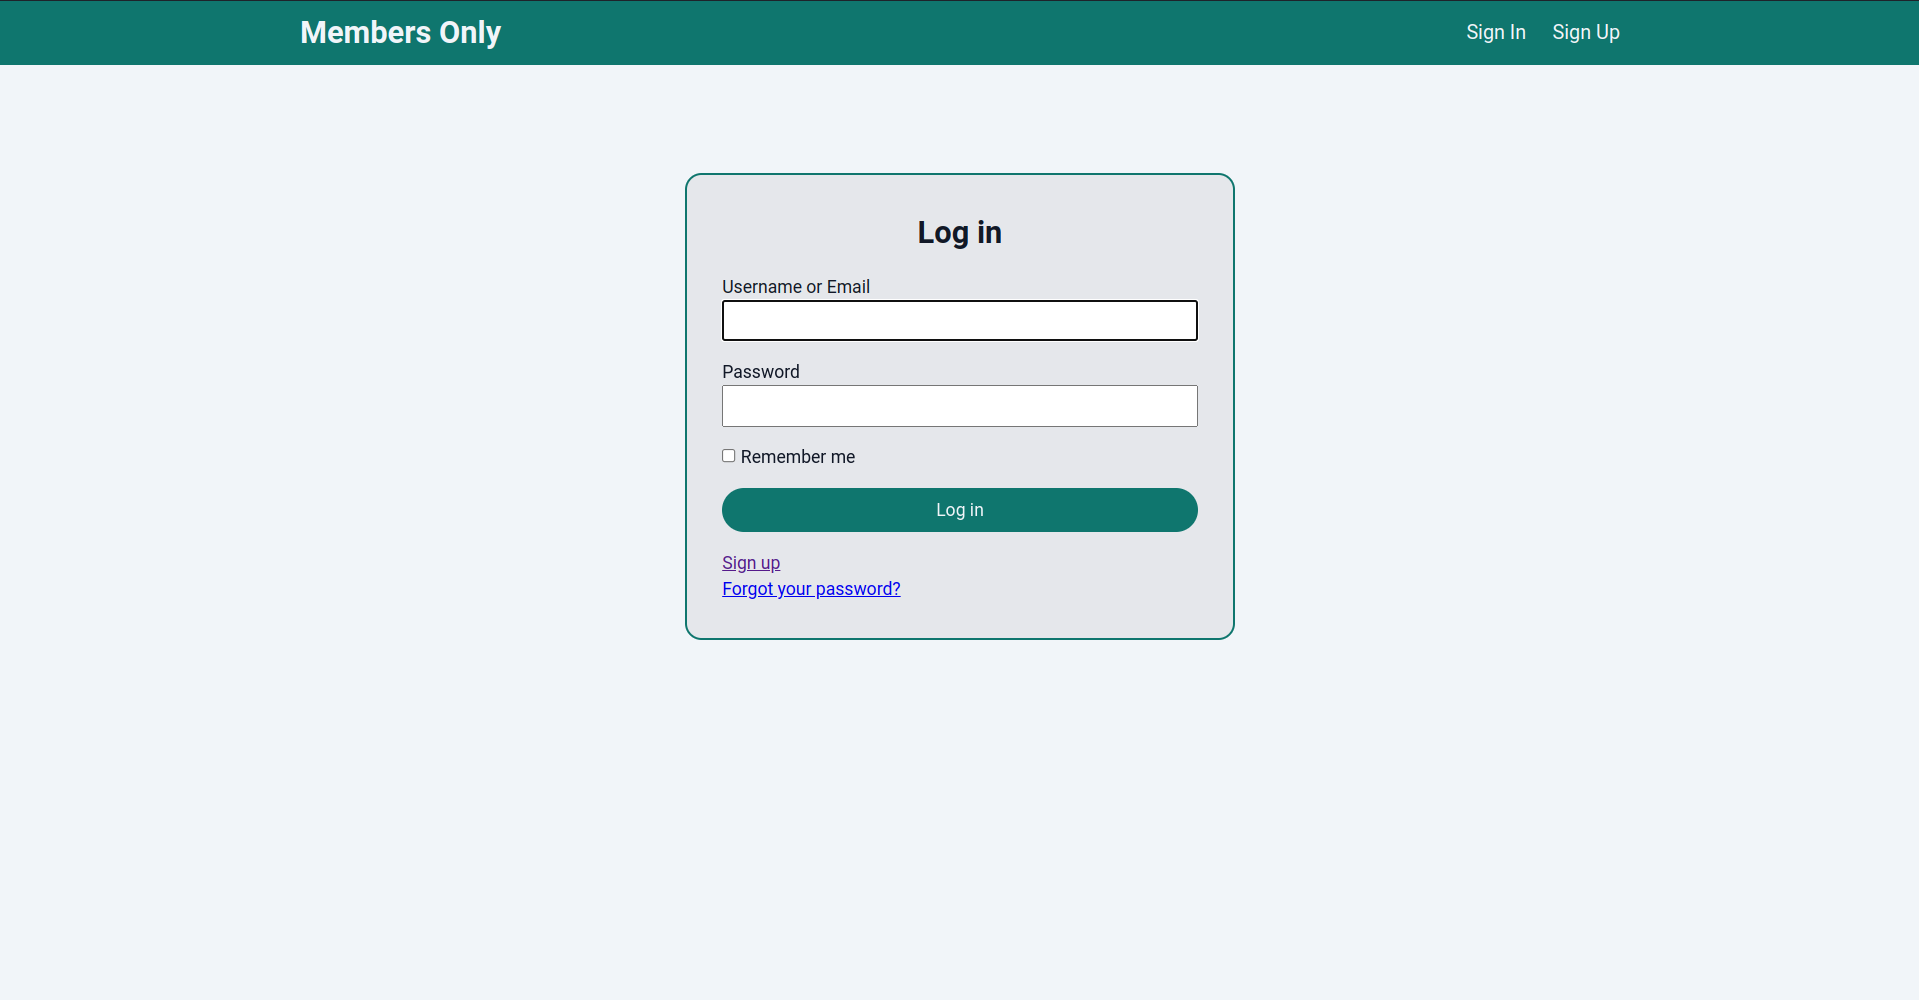 Members Only
Sign In Sign Up
Log in
Username or Email
Password
Remember me
Log in
Sign up
Forgot your password?